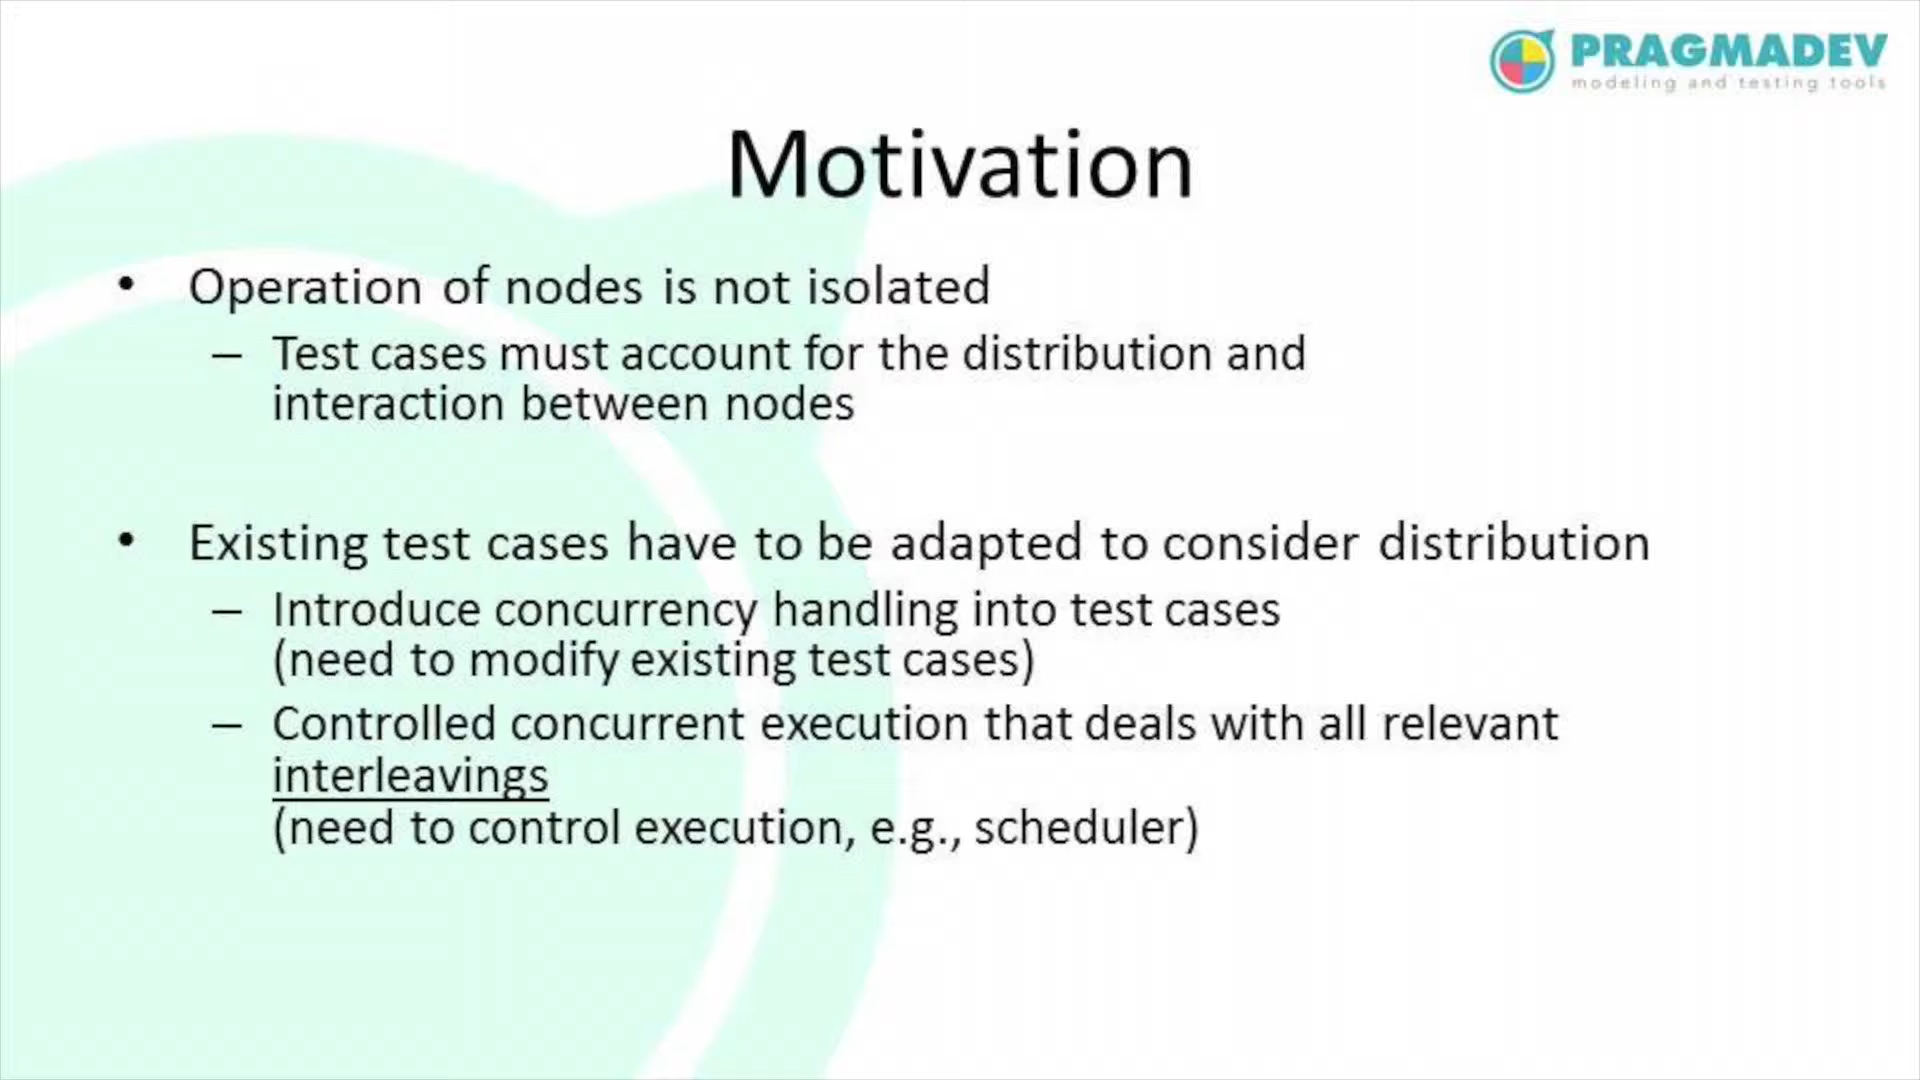 PRAGMADEV
modeling and testing tools
Motivation
• Operation of nodes is not isolated
– Test cases must account for the distribution and
interaction between nodes
• Existing test cases have to be adapted to consider distribution
– Introduce concurrency handling into test cases
(need to modify existing test cases)
– Controlled concurrent execution that deals with all relevant
interleavings
(need to control execution, e.g., scheduler)